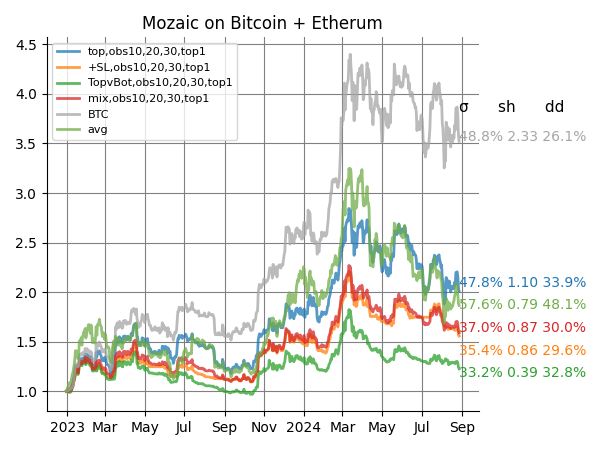 Mozaic on Bitcoin + Etherum
4.5
4.0
3.5
3.0
2.5
2.0
1.5
1.0
top,obs10,20,30,top1
+SL,obs10,20,30,top1
TopvBot,obs10,20,30,top1
mix,obs10,20,30,top1
BTC
avg
σ sh dd
48.8% 2.33 26.1%
47.8% 1.10 33.9%
57.6% 0.79 48.1%
37.0% 0.87 30.0%
35.4% 0.86 29.6%
33.2% 0.39 32.8%
2023 Mar May Jul Sep Nov 2024 Mar May Jul Sep